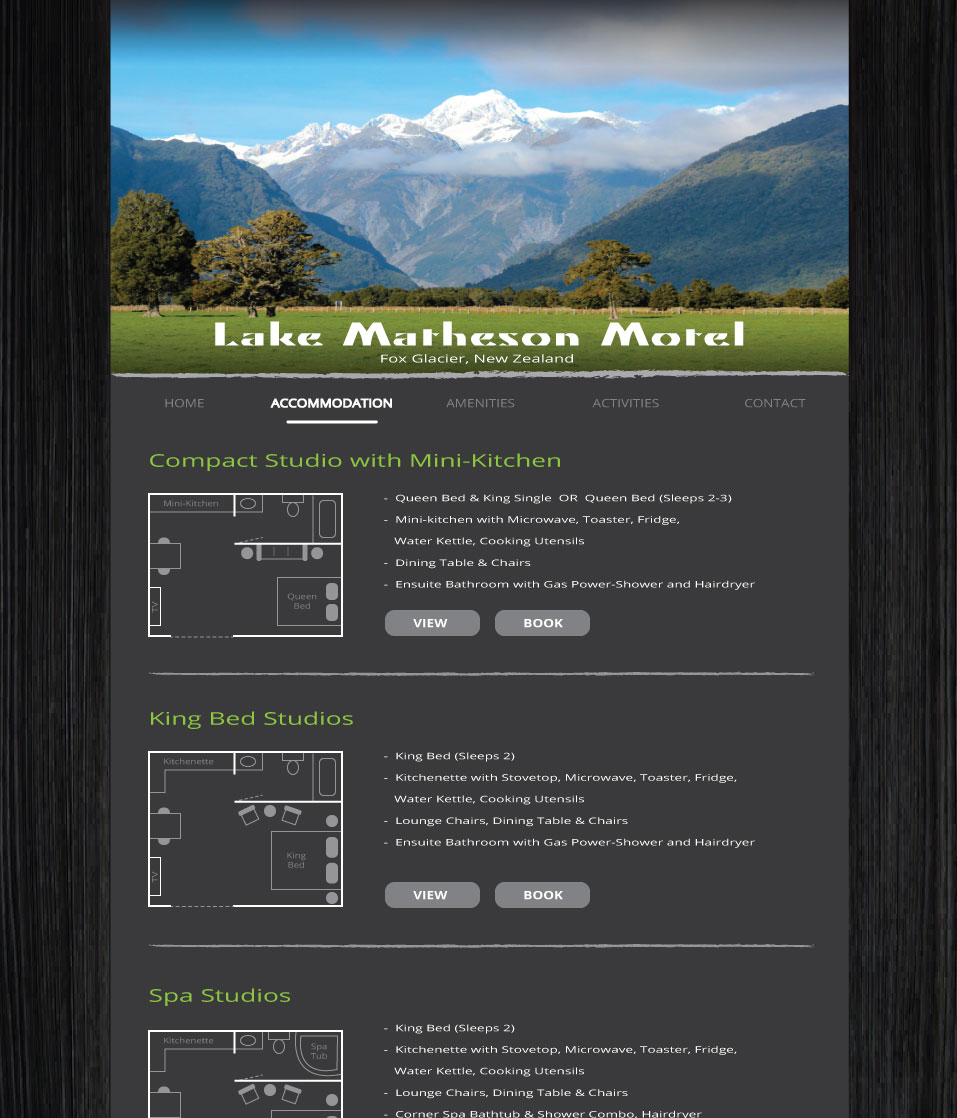 Lake Matheson Motel
Fox Glacier, New Zealand
HOME ACCOMMODATION AMENITIES ACTIVITIES CONTACT
Compact Studio with Mini-Kitchen
Mini-Kitchen
TV
Queen
Bed
- Queen Bed & King Single OR Queen Bed (Sleeps 2-3)
- Mini-kitchen with Microwave, Toaster, Fridge,
Water Kettle, Cooking Utensils
- Dining Table & Chairs
- Ensuite Bathroom with Gas Power-Shower and Hairdryer
VIEW BOOK
King Bed Studios
Kitchenette
TV
King
Bed
- King Bed (Sleeps 2)
- Kitchenette with Stovetop, Microwave, Toaster, Fridge,
Water Kettle, Cooking Utensils
- Lounge Chairs, Dining Table & Chairs
- Ensuite Bathroom with Gas Power-Shower and Hairdryer
VIEW BOOK
Spa Studios
Kitchenette
Spa
Tub
- King Bed (Sleeps 2)
- Kitchenette with Stovetop, Microwave, Toaster, Fridge,
Water Kettle, Cooking Utensils
- Lounge Chairs, Dining Table & Chairs
- Corner Spa Bathtub & Shower Combo, Hairdryer